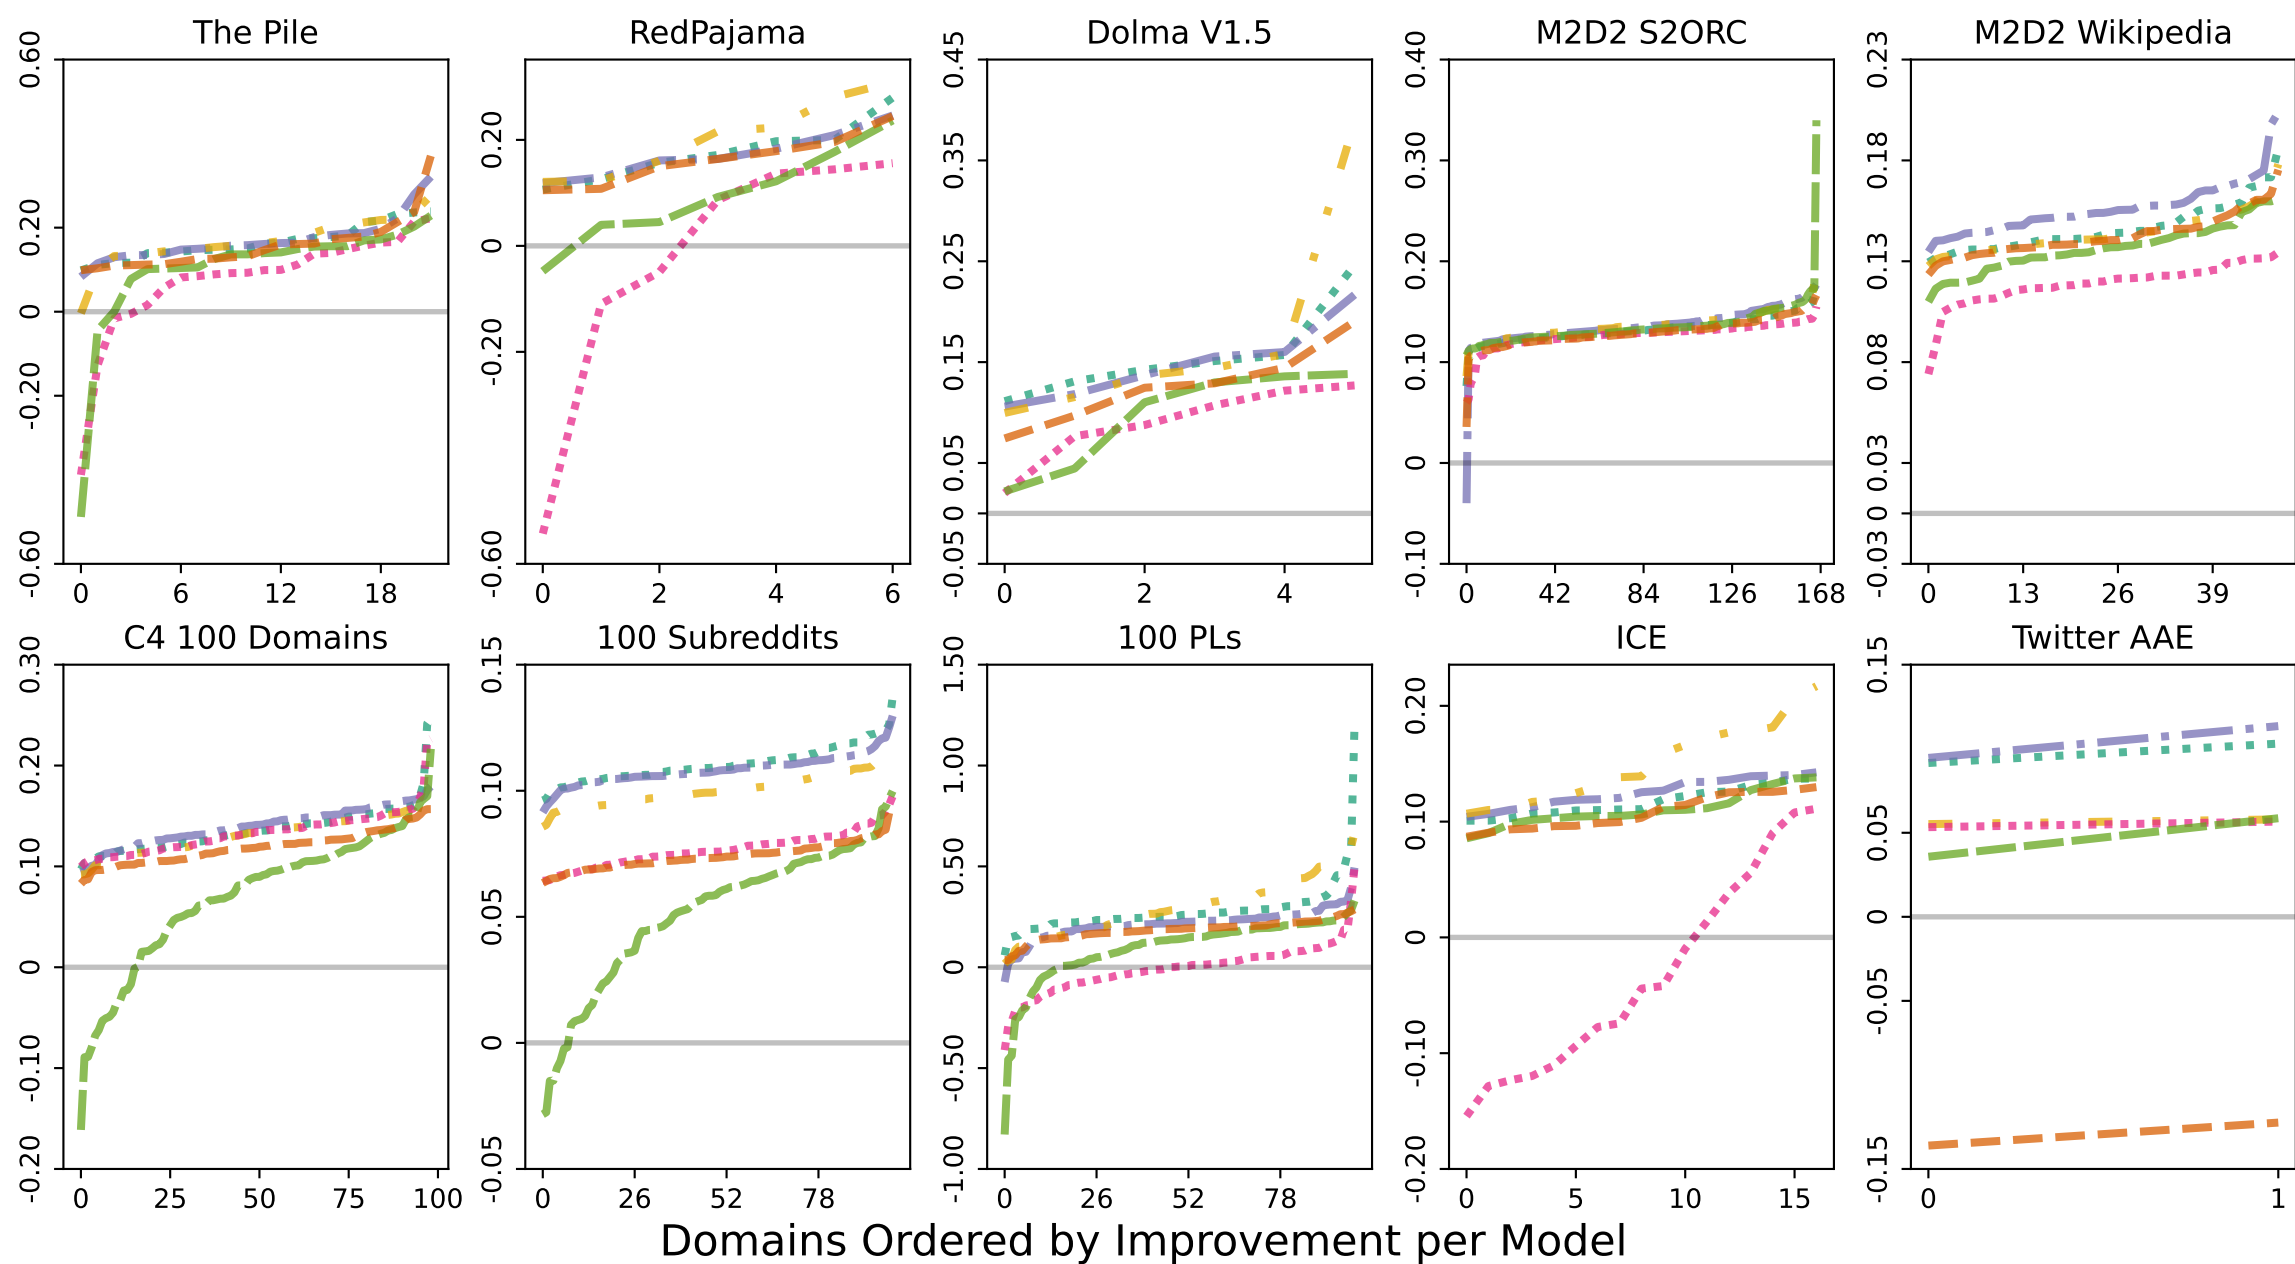 The Pile
RedPajama
Dolma V1.5
M2D2 S2ORC
M2D2 Wikipedia
0.60
0.20
0
-0.20
-0.60
0 6 12 18
0.20
0
-0.20
-0.60
0 2 4 6
0.45
0.35
0.25
0.15
0.05
0
-0.05
0 2 4
0.40
0.30
0.20
0.10
0
-0.10
0 42 84 126 168
0.23
0.18
0.13
0.08
0.03
0
-0.03
0 13 26 39
C4 100 Domains
100 Subreddits
100 PLs
ICE
Twitter AAE
0.30
0.20
0.10
0
-0.10
-0.20
0 25 50 75 100
0.15
0.10
0.05
0
-0.05
0 26 52 78
1.50
1.00
0.50
0
-0.50
-1.00
0 26 52 78
0.20
0.10
0
-0.10
-0.20
0 5 10 15
0.15
0.05
0
-0.05
-0.15
0 1
Domains Ordered by Improvement per Model